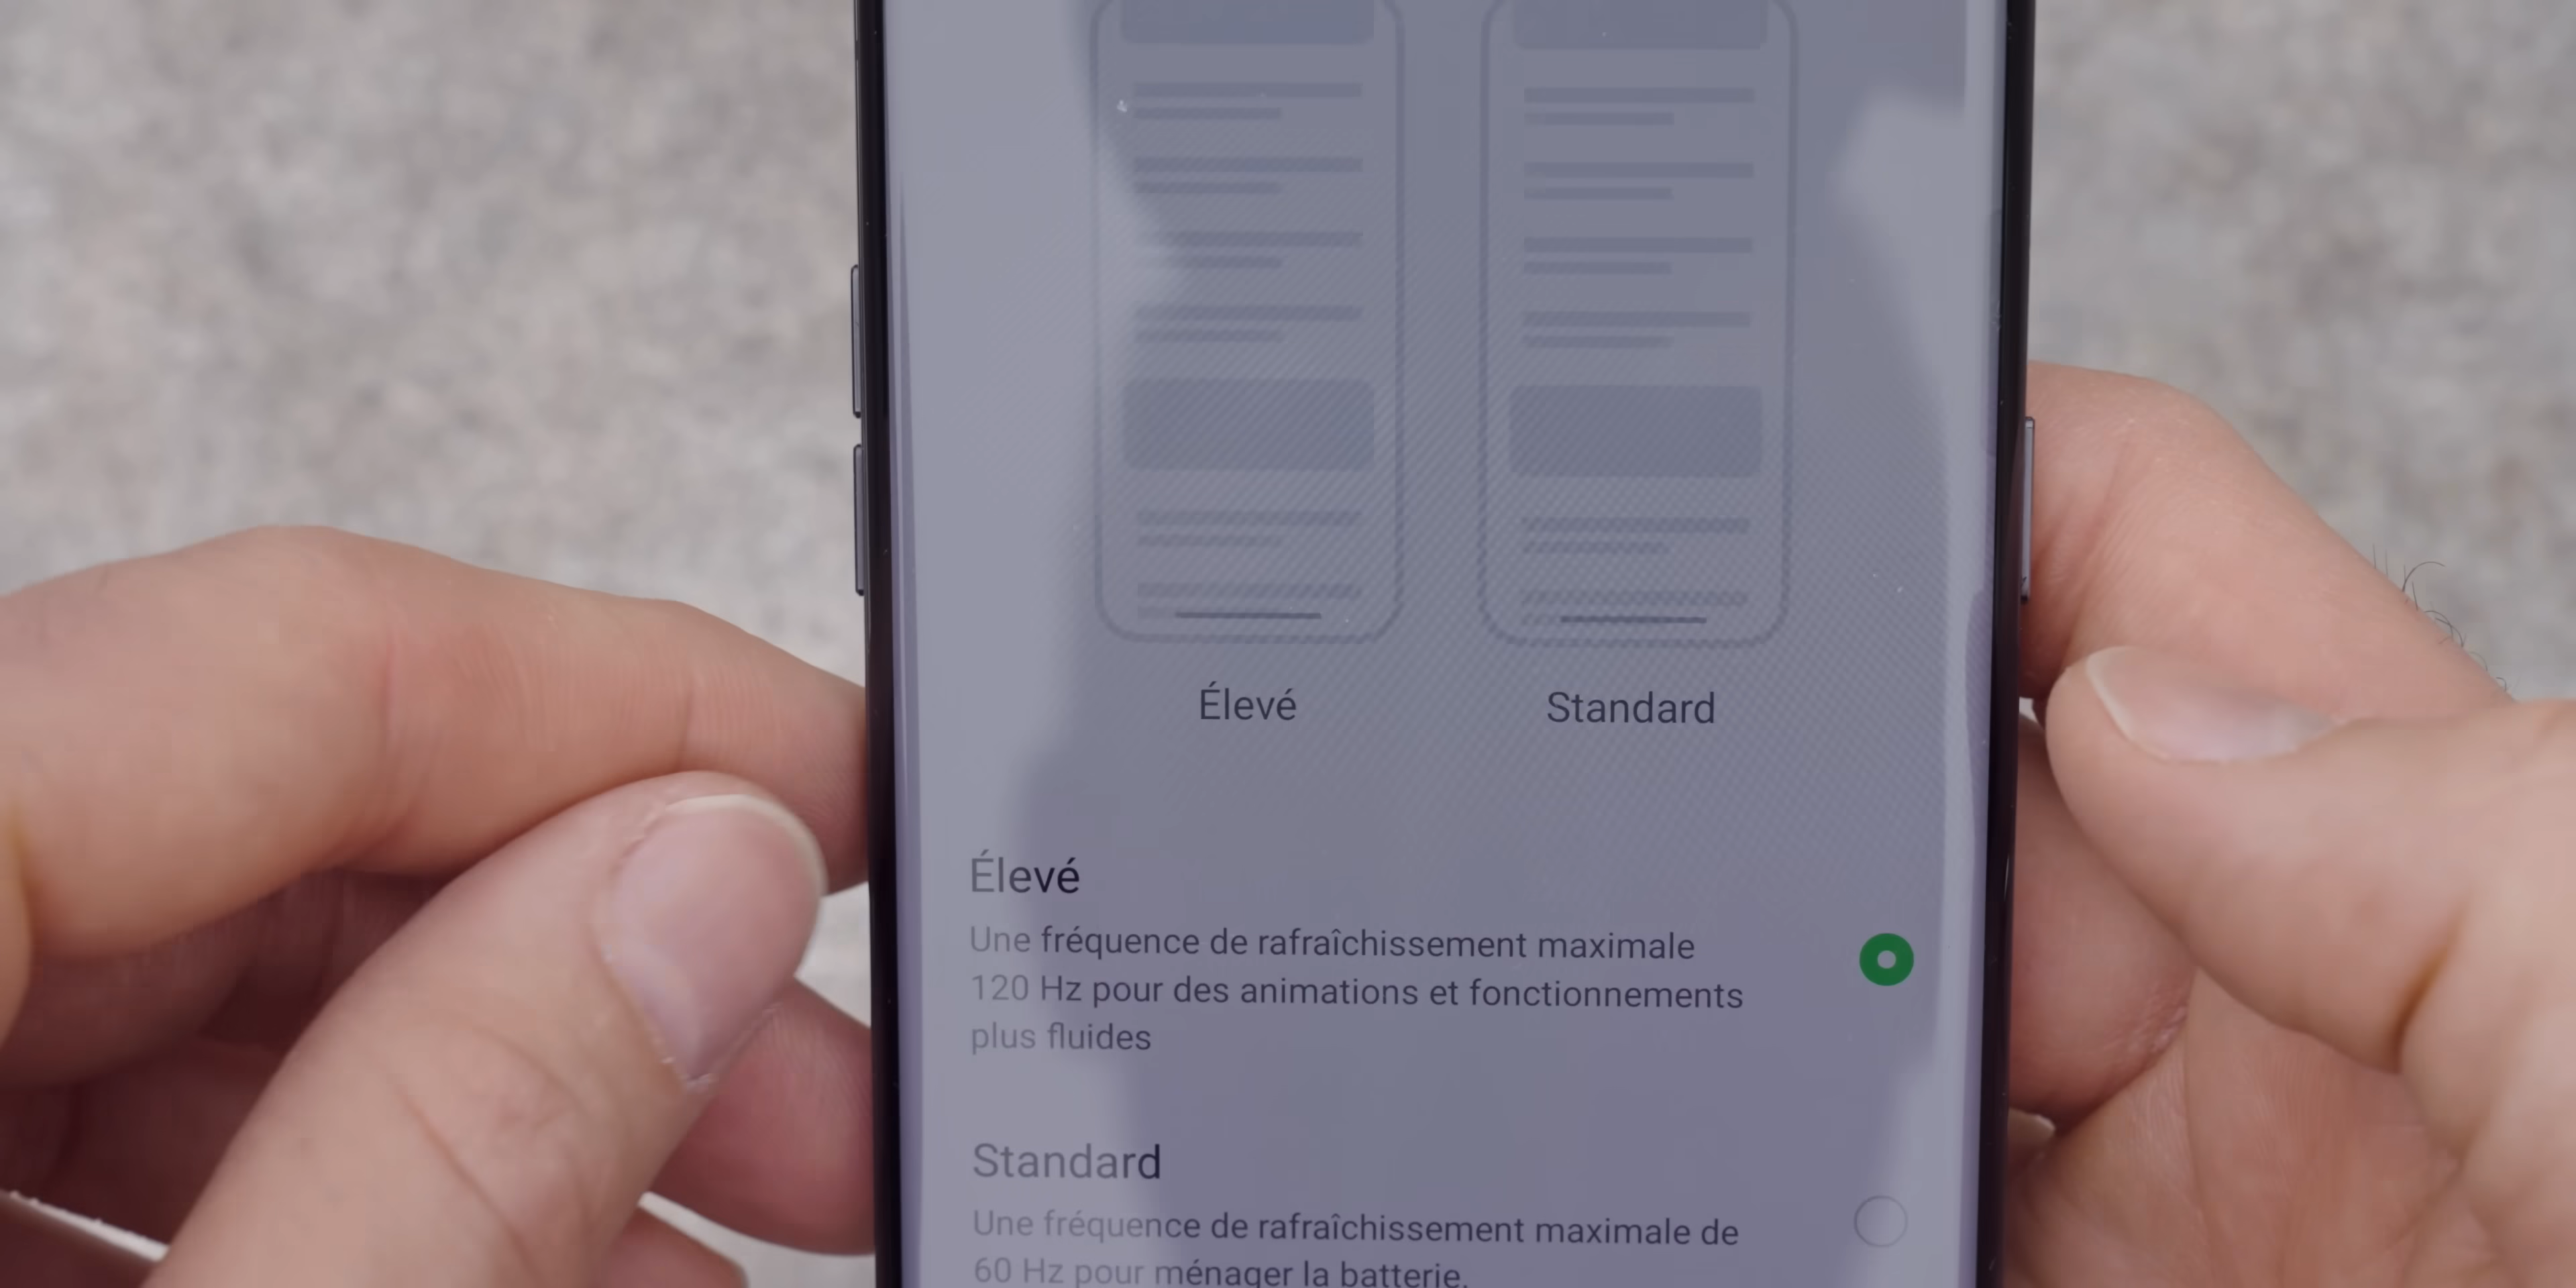 Élevé
Standard
Élevé
Une fréquence de rafraîchissement maximale
120 Hz pour des animations et fonctionnements
plus fluides
Standard
Une fréquence de rafraîchissement maximale de
60 Hz pour ménager la batterie.